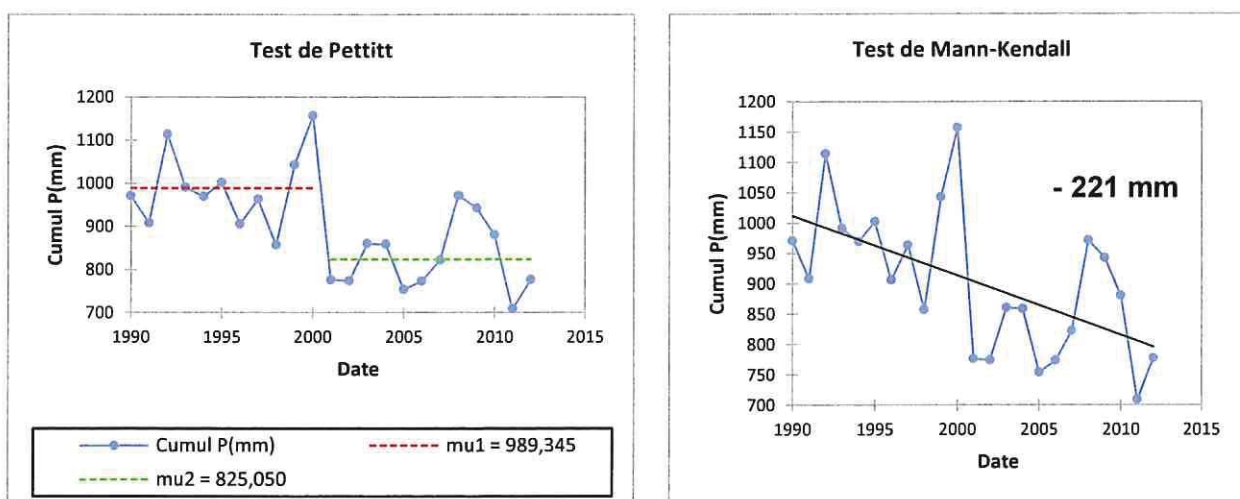 Test de Pettitt
Cumul P(mm)
1200
1100
1000
900
800
700
1990
1995
2000
2005
2010
2015
Date
Cumul P(mm)
mu1 = 989,345
mu2 = 825,050
Test de Mann-Kendall
Cumul P(mm)
1200
1150
1100
1050
1000
950
900
850
800
750
700
- 221 mm
1990
1995
2000
2005
2010
2015
Date